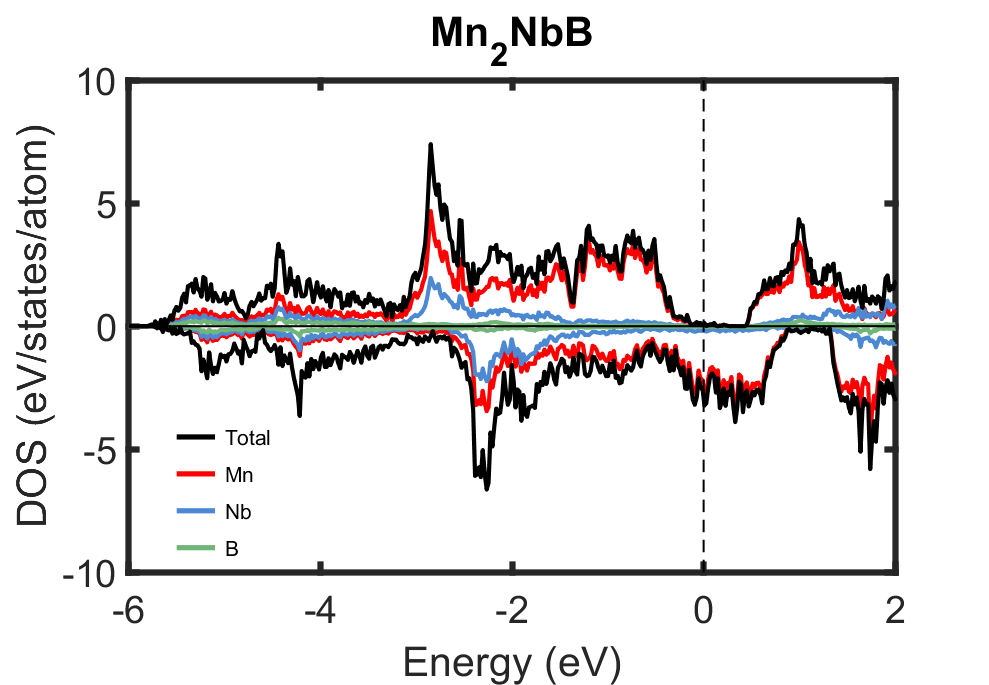 Mn₂NbB
DOS (eV/states/atom)
10
5
0
-5
-10
Total
Mn
Nb
B
-6 -4 -2 0 2
Energy (eV)